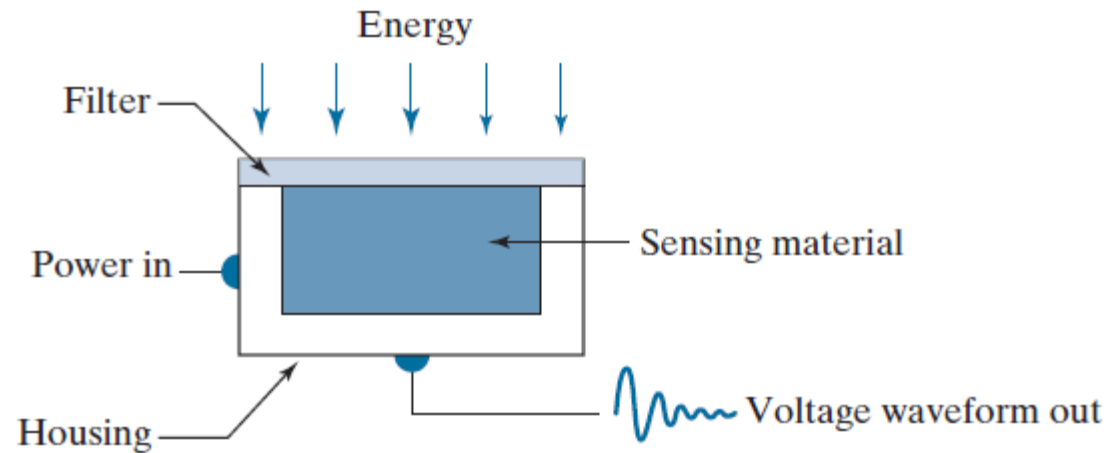 Energy
Filter
Sensing material
Power in
Voltage waveform out
Housing